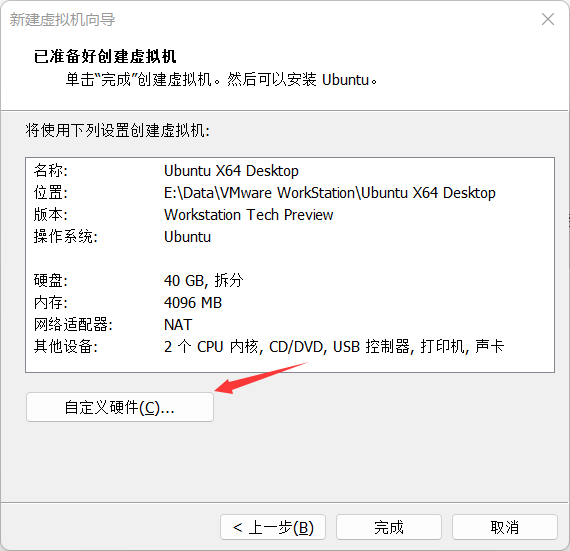 新建虚拟机向导
已准备好创建虚拟机
单击“完成”创建虚拟机。然后可以安装 Ubuntu。
将使用下列设置创建虚拟机:
名称: Ubuntu X64 Desktop
位置: E:\Data\VMware WorkStation\Ubuntu X64 Desktop
版本: Workstation Tech Preview
操作系统: Ubuntu
硬盘: 40 GB, 拆分
内存: 4096 MB
网络适配器: NAT
其他设备: 2 个 CPU 内核, CD/DVD, USB 控制器, 打印机, 声卡
自定义硬件(C)...
< 上一步(B) 完成 取消